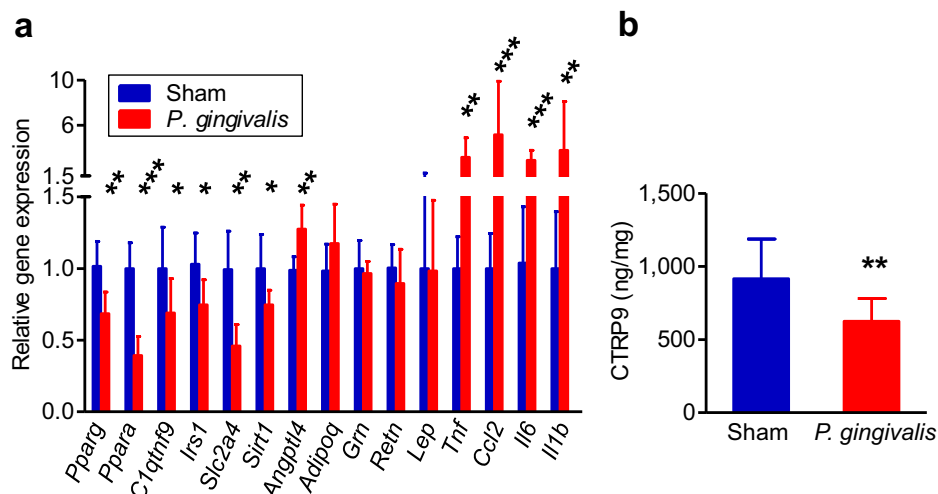 a
b
Sham
P. gingivalis
Relative gene expression
10
6
1.5
1.5
1.0
0.5
0.0
** *** * * ** * ** ** *** *** **
Pparg Ppara C1qtnf9 Irs1 Slc2a4 Sirt1 Angptl4 Adipoq Grn Retn Lep Tnf Ccl2 Il6 Il1b
CTRP9 (ng/mg)
1,500
1,000
500
0
**
Sham P. gingivalis